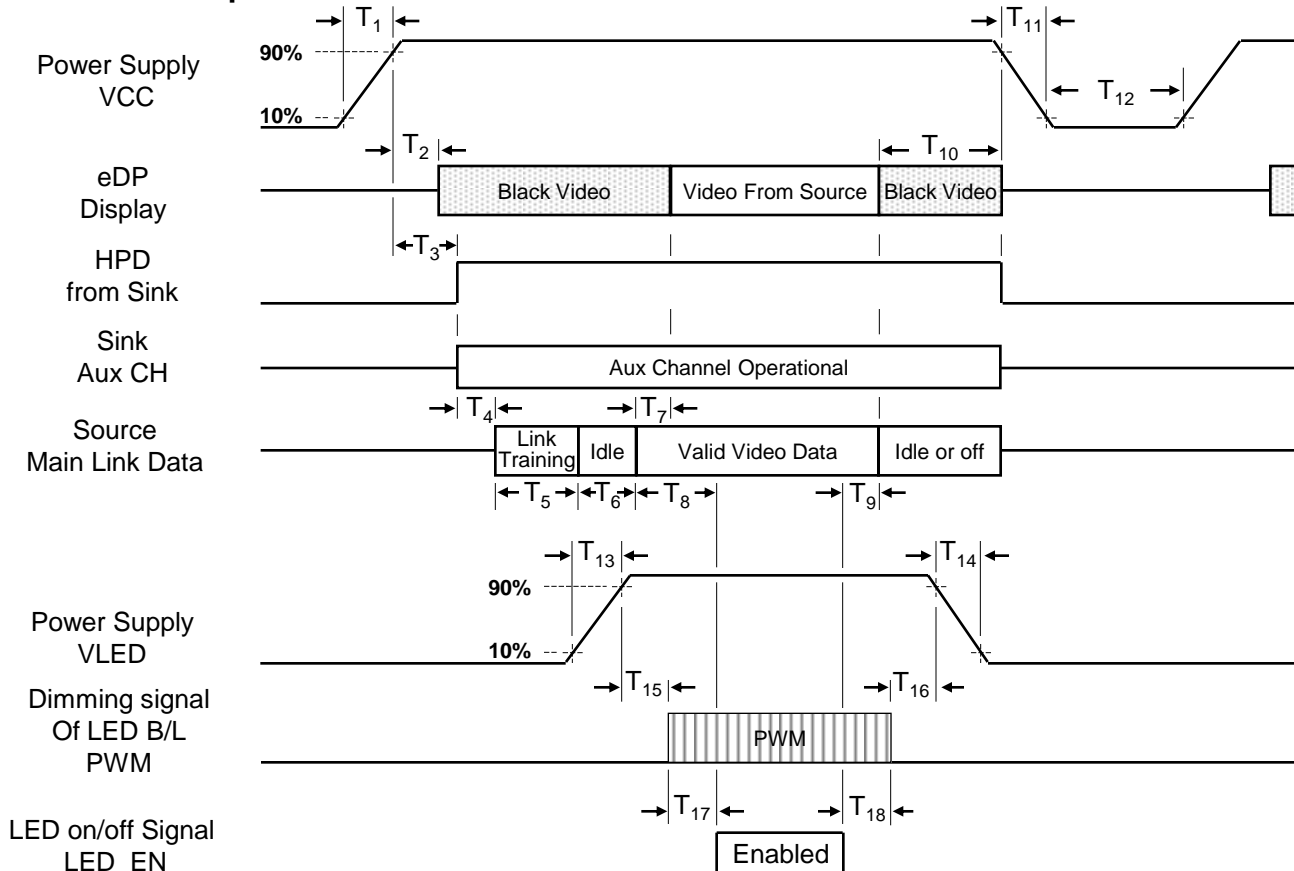 T1
T11
90%
Power Supply
VCC
T12
10%
T2
T10
eDP
Display
Black Video
Video From Source
Black Video
T3
HPD
from Sink
Sink
Aux CH
Aux Channel Operational
T4
T7
Source
Main Link Data
Link
Training
Idle
Valid Video Data
Idle or off
T5
T6
T8
T9
T13
T14
90%
Power Supply
VLED
10%
T15
T16
Dimming signal
Of LED B/L
PWM
PWM
T17
T18
LED on/off Signal
LED EN
Enabled